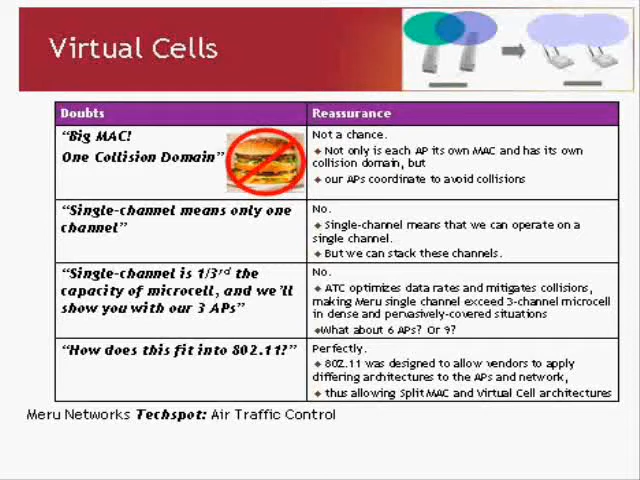 Virtual Cells
Doubts
Reassurance
“Big MAC!
One Collision Domain”
Not a chance.
Not only is each AP its own MAC and has its own
collision domain, but
our APs coordinate to avoid collisions
“Single-channel means only one
channel”
No.
Single-channel means that we can operate on a
single channel.
But we can stack these channels.
“Single-channel is 1/3rd the
capacity of microcell, and we’ll
show you with our 3 APs”
No.
ATC optimizes data rates and mitigates collisions,
making Meru single channel exceed 3-channel microcell
in dense and pervasively-covered situations
What about 6 APs? Or 9?
“How does this fit into 802.11?”
Perfectly.
802.11 was designed to allow vendors to apply
differing architectures to the APs and network,
thus allowing Split MAC and Virtual Cell architectures
Meru Networks Techspot: Air Traffic Control